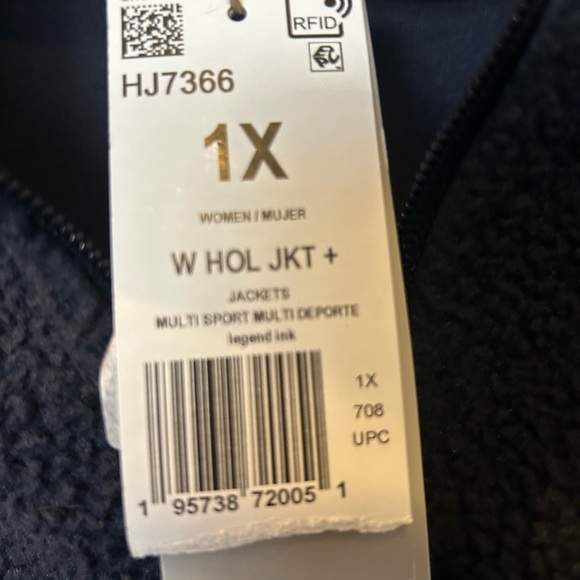 RFID
HJ7366
1X
WOMEN / MUJER
W HOL JKT +
JACKETS
MULTI SPORT MULTI DEPORTE
legend ink
1X
708
UPC
1 95738 72005 1